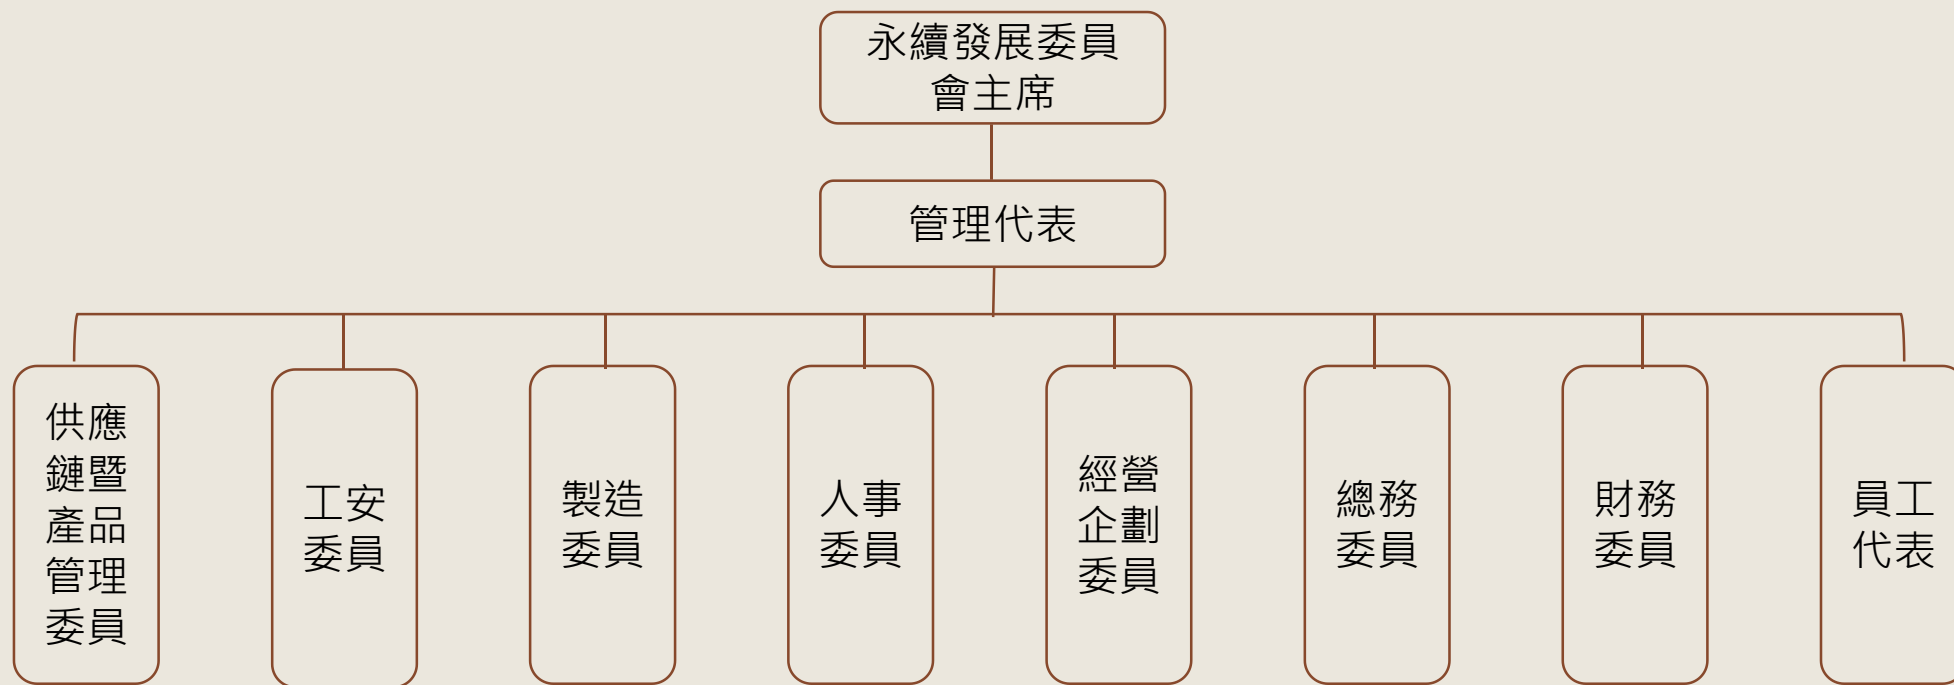 永續發展委員
會主席
管理代表
供應
鏈暨
產品
管理
委員
工安
委員
製造
委員
人事
委員
經營
企劃
委員
總務
委員
財務
委員
員工
代表